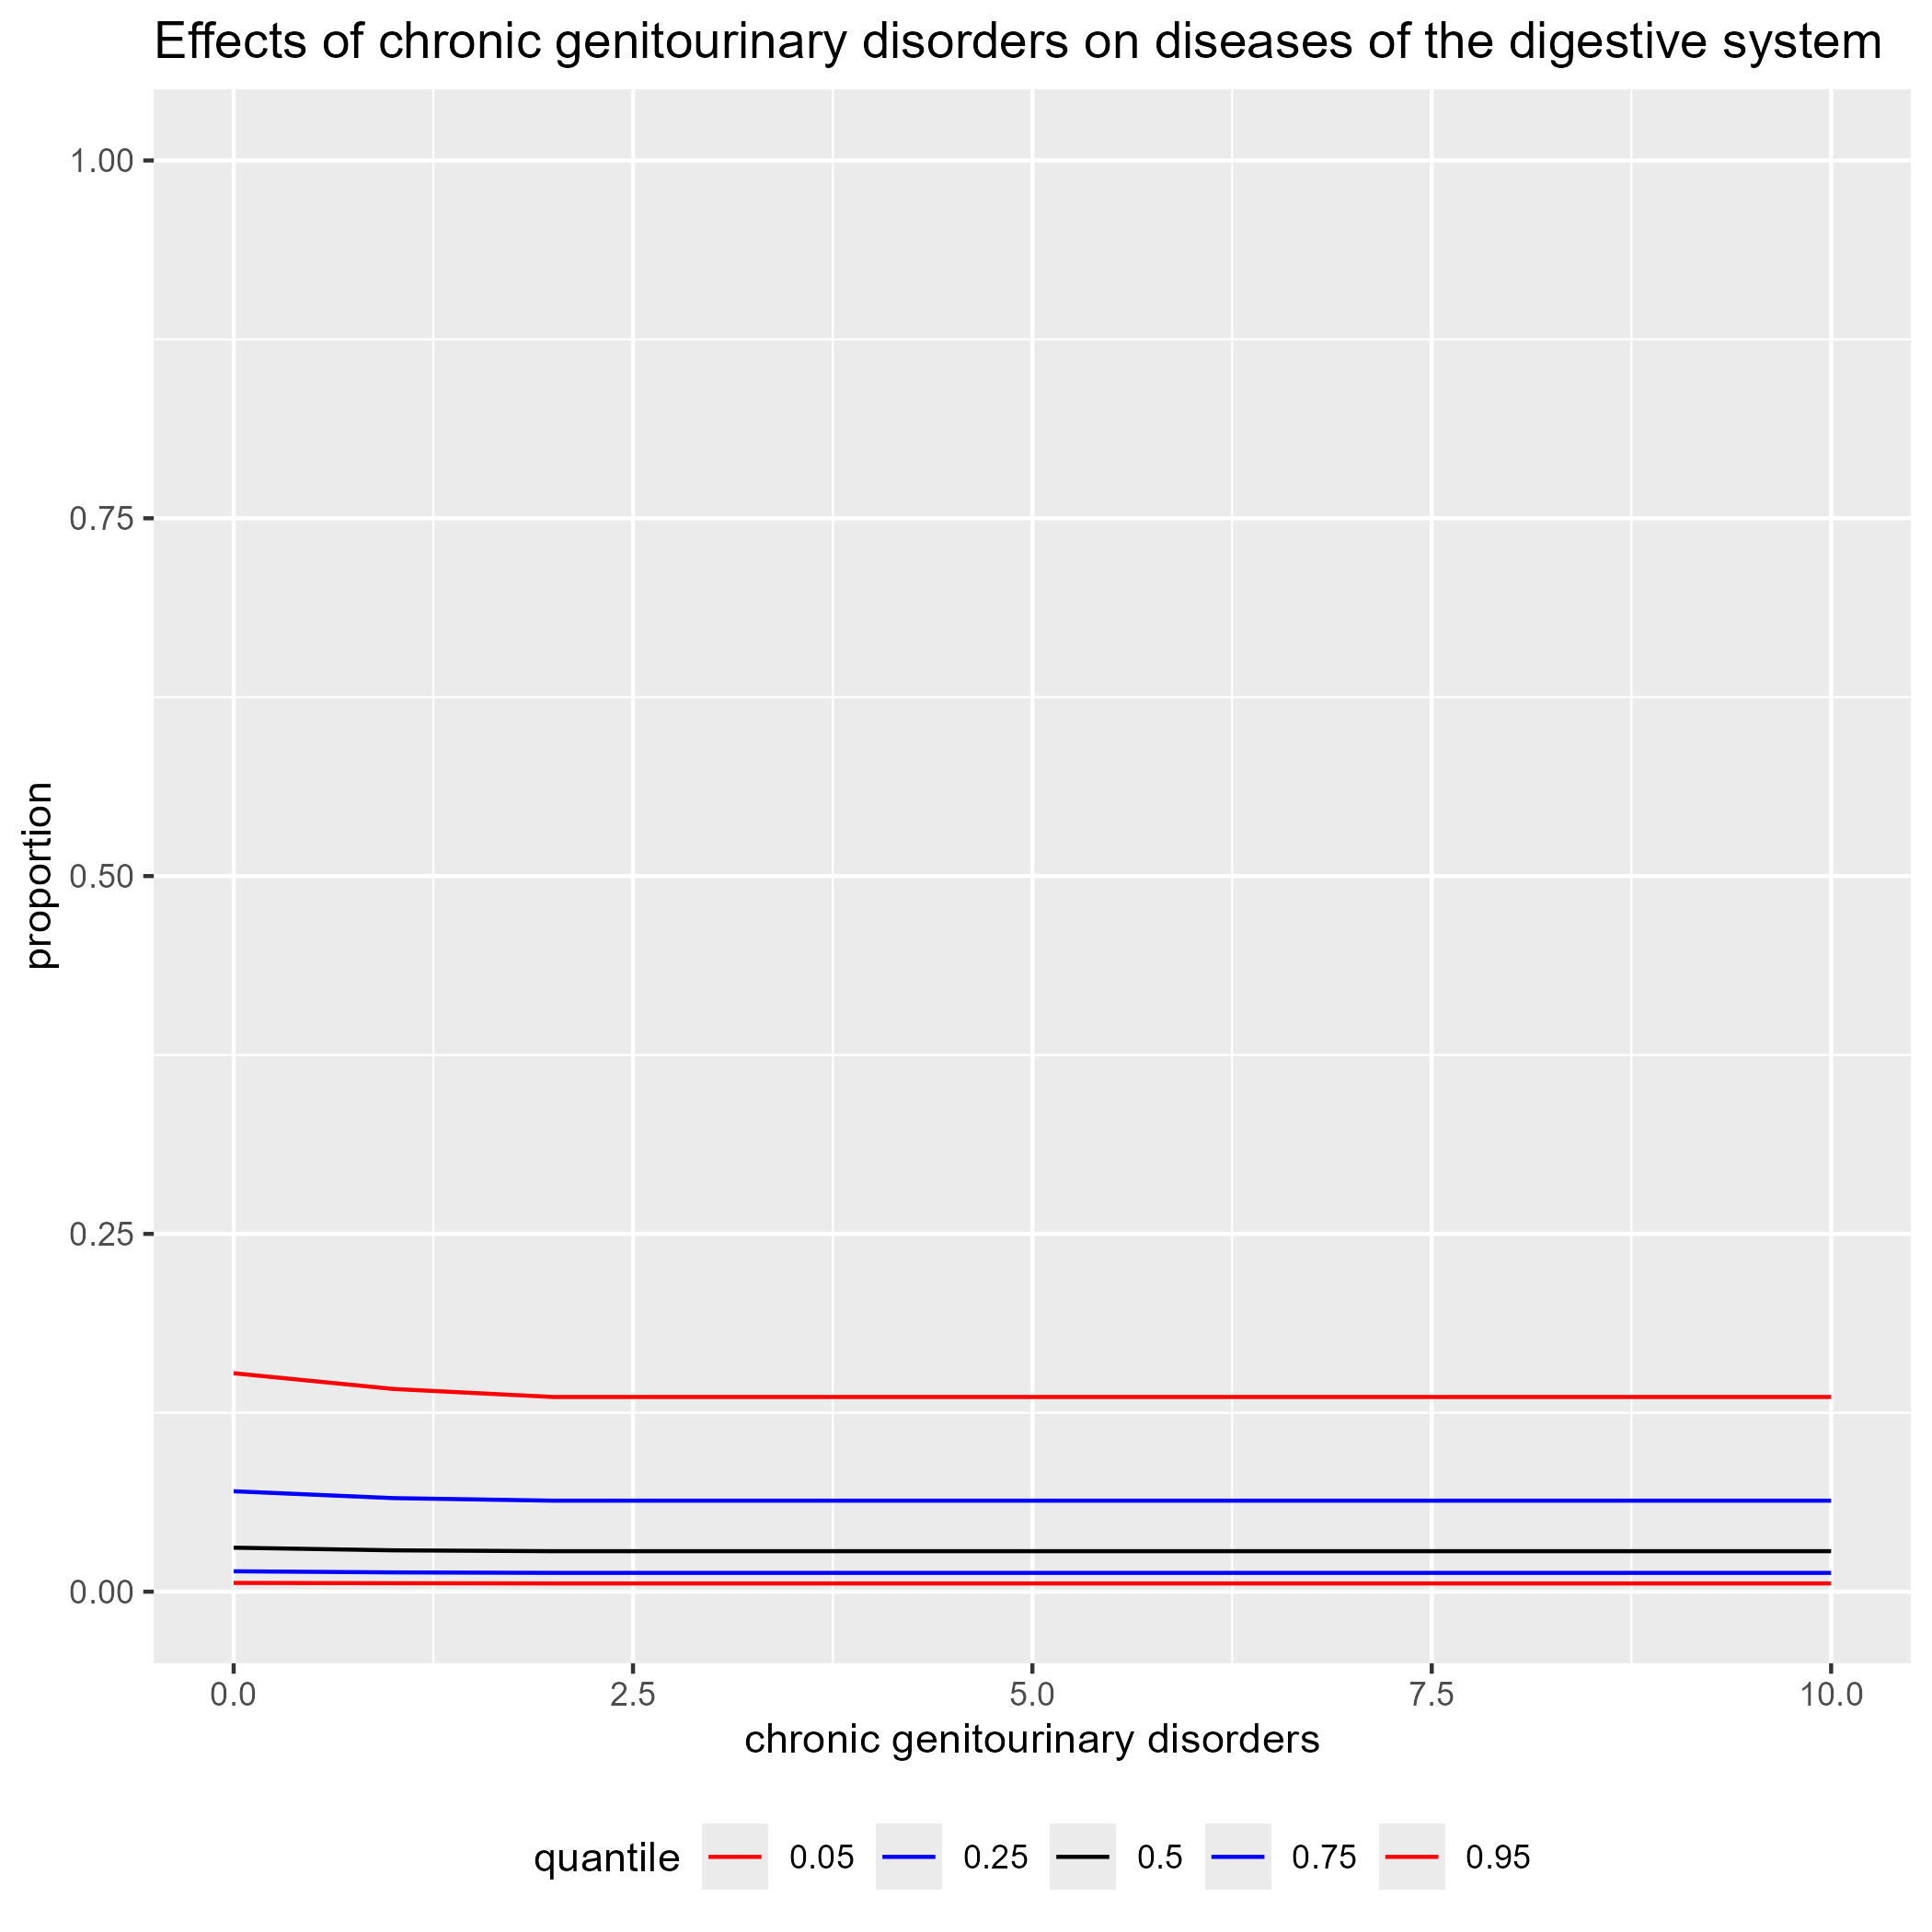 Effects of chronic genitourinary disorders on diseases of the digestive system
1.00
0.75
0.50
0.25
0.00
proportion
0.0 2.5 5.0 7.5 10.0
chronic genitourinary disorders
quantile 0.05 0.25 0.5 0.75 0.95